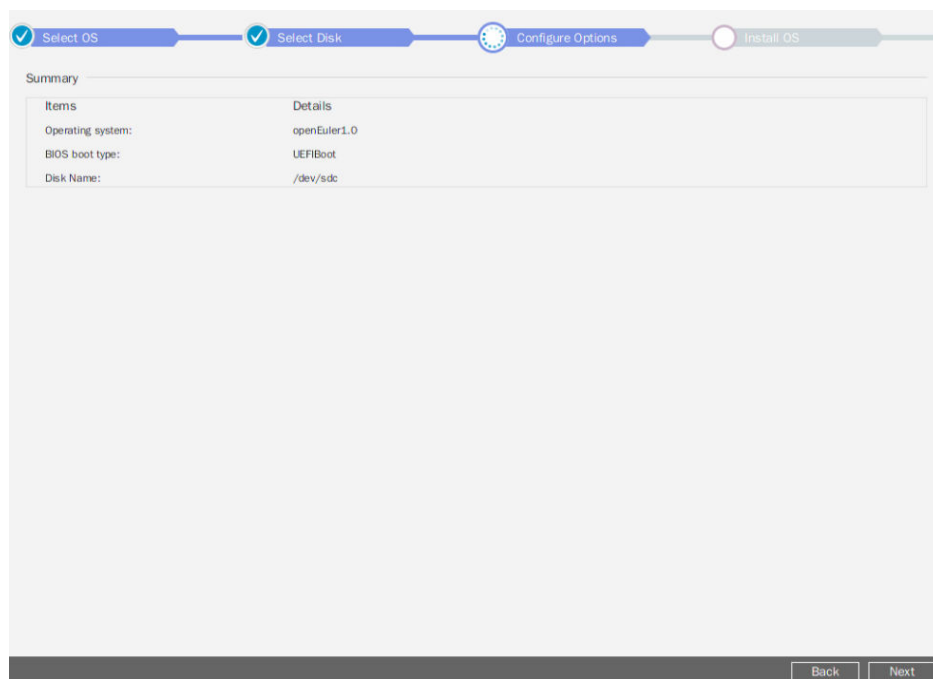 Select OS Select Disk Configure Options Install OS
Summary
Items Details
Operating system: openEuler1.0
BIOS boot type: UEFIBoot
Disk Name: /dev/sdc
Back Next